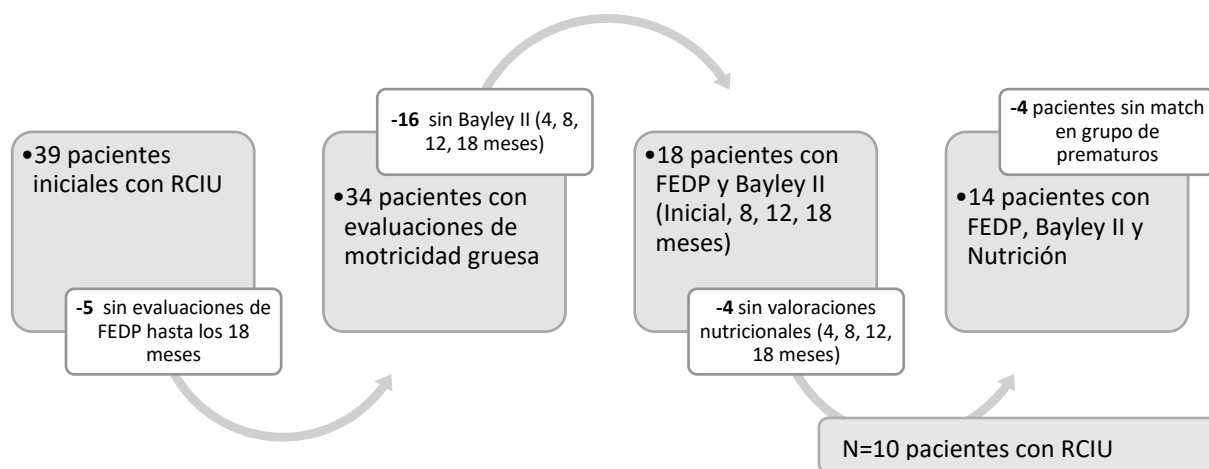 •39 pacientes
iniciales con RCIU
-5 sin evaluaciones de
FEDP hasta los 18
meses
-16 sin Bayley II (4, 8,
12, 18 meses)
•34 pacientes con
evaluaciones de
motricidad gruesa
•18 pacientes con
FEDP y Bayley II
(Inicial, 8, 12, 18
meses)
-4 sin valoraciones
nutricionales (4, 8, 12,
18 meses)
-4 pacientes sin match
en grupo de
prematuros
•14 pacientes con
FEDP, Bayley II y
Nutrición
N=10 pacientes con RCIU